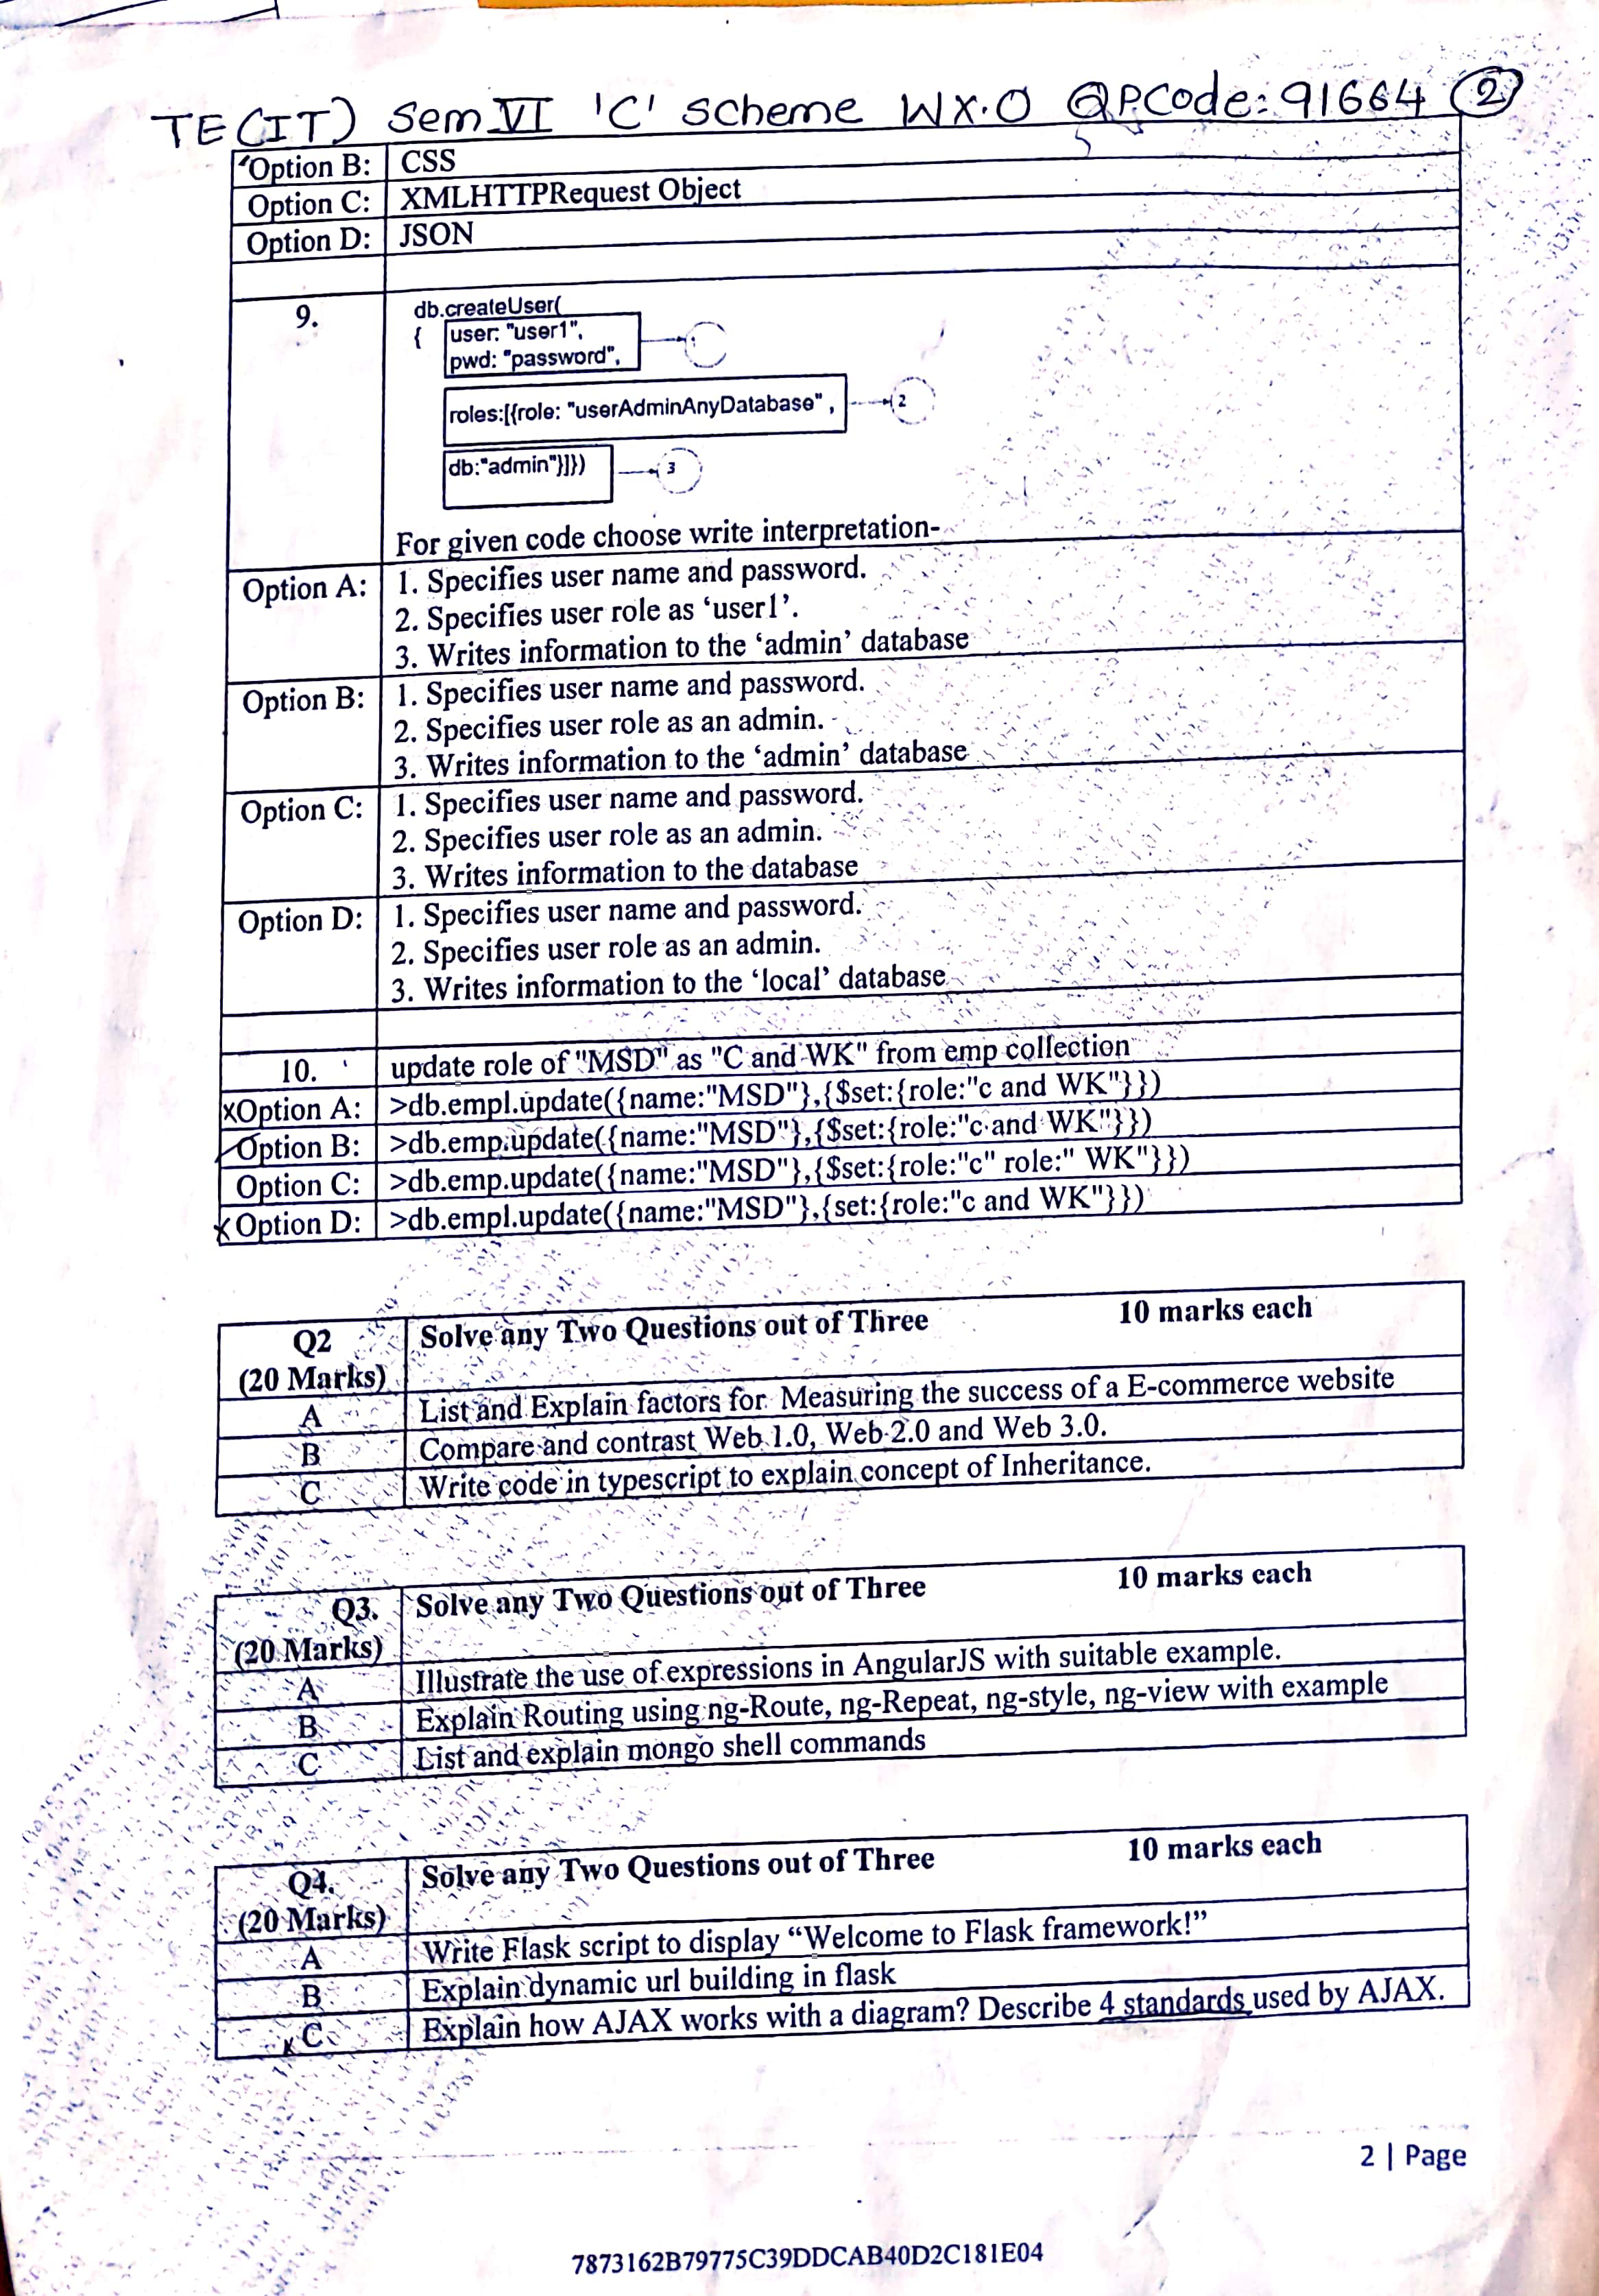 TE(IT) Sem VI 'C' Scheme WX.O QPCode: 91664 2
Option B: CSS
Option C: XMLHTTPRequest Object
Option D: JSON
9. db.createUser(
{ user: "user1", 1
pwd: "password",
roles:[{role: "userAdminAnyDatabase" , 2
db:"admin"}]}) 3
For given code choose write interpretation-
Option A: 1. Specifies user name and password.
2. Specifies user role as ‘user1’.
3. Writes information to the ‘admin’ database
Option B: 1. Specifies user name and password.
2. Specifies user role as an admin.
3. Writes information to the ‘admin’ database
Option C: 1. Specifies user name and password.
2. Specifies user role as an admin.
3. Writes information to the database
Option D: 1. Specifies user name and password.
2. Specifies user role as an admin.
3. Writes information to the ‘local’ database
10. update role of "MSD" as "C and WK" from emp collection
xOption A: >db.empl.update({name:"MSD"},{$set:{role:"c and WK"}})
Option B: >db.emp.update({name:"MSD"},{$set:{role:"c and WK"}})
Option C: >db.emp.update({name:"MSD"},{$set:{role:"c" role:" WK"}})
x Option D: >db.empl.update({name:"MSD"},{set:{role:"c and WK"}})
Q2 Solve any Two Questions out of Three 10 marks each
(20 Marks)
A List and Explain factors for Measuring the success of a E-commerce website
B Compare and contrast Web 1.0, Web 2.0 and Web 3.0.
C Write code in typescript to explain concept of Inheritance.
Q3. Solve any Two Questions out of Three 10 marks each
(20 Marks)
A Illustrate the use of expressions in AngularJS with suitable example.
B Explain Routing using ng-Route, ng-Repeat, ng-style, ng-view with example
C List and explain mongo shell commands
Q4. Solve any Two Questions out of Three 10 marks each
(20 Marks)
A Write Flask script to display “Welcome to Flask framework!”
B Explain dynamic url building in flask
x C Explain how AJAX works with a diagram? Describe 4 standards used by AJAX.
2 | Page
7873162B79775C39DDCAB40D2C181E04